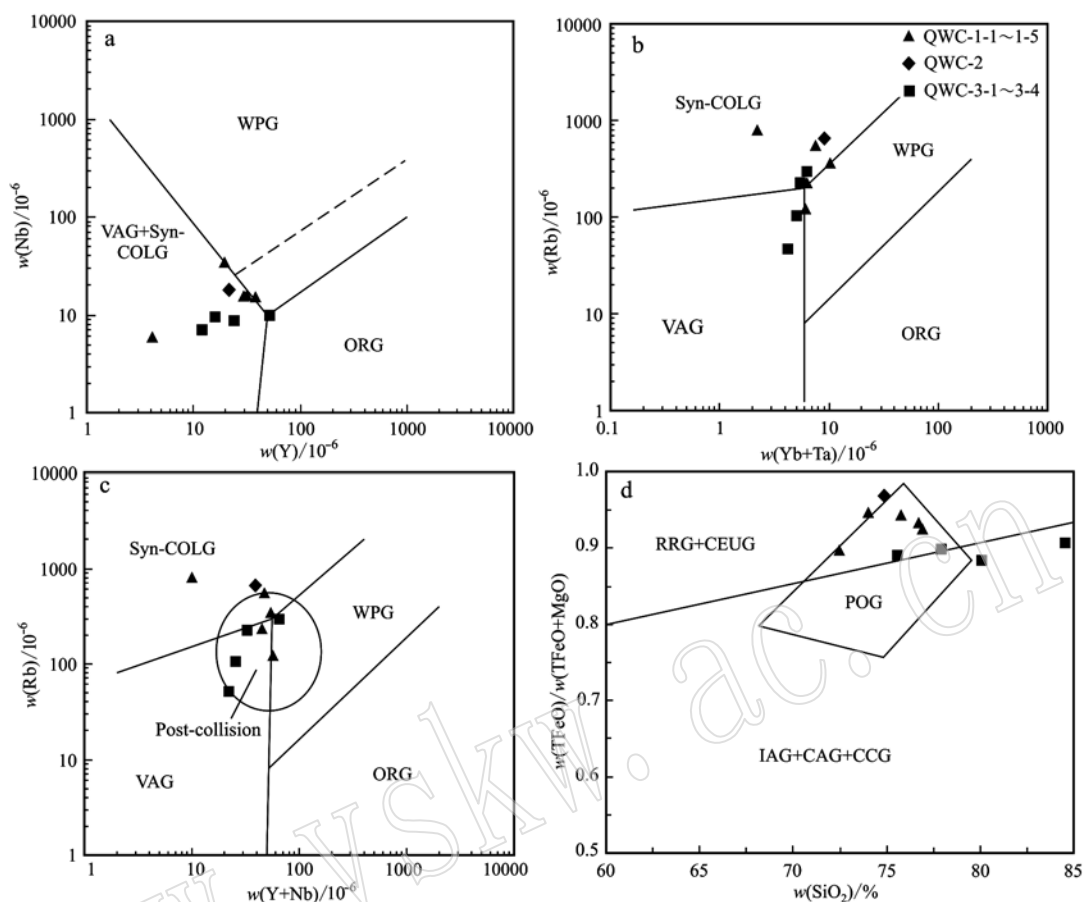 a
10000
1000
100
10
1
w(Nb)/10⁻⁶
WPG
VAG+Syn-
COLG
ORG
1
10
100
1000
10000
w(Y)/10⁻⁶
b
▲ QWC-1-1～1-5
◆ QWC-2
■ QWC-3-1～3-4
10000
1000
100
10
1
w(Rb)/10⁻⁶
Syn-COLG
WPG
VAG
ORG
0.1
1
10
100
1000
w(Yb+Ta)/10⁻⁶
c
10000
1000
100
10
1
w(Rb)/10⁻⁶
Syn-COLG
WPG
Post-collision
VAG
ORG
1
10
100
1000
10000
w(Y+Nb)/10⁻⁶
d
1.0
0.9
0.8
0.7
0.6
0.5
w(TFeO)/w(TFeO+MgO)
RRG+CEUG
POG
IAG+CAG+CCG
60
65
70
75
80
85
w(SiO₂)/%
vskw.ac.cn